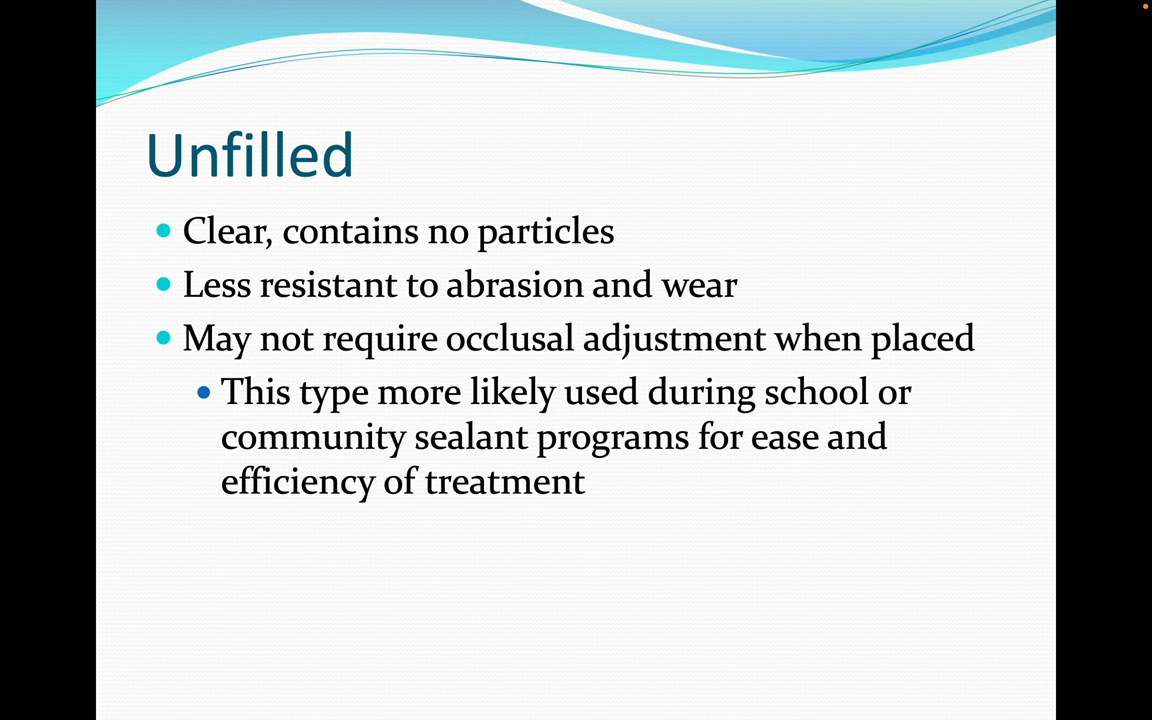 Unfilled
Clear, contains no particles
Less resistant to abrasion and wear
May not require occlusal adjustment when placed
This type more likely used during school or
community sealant programs for ease and
efficiency of treatment